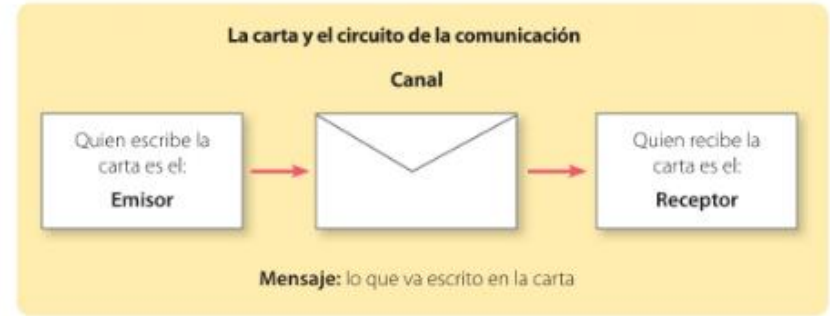 La carta y el circuito de la comunicación
Canal
Quien escribe la
carta es el:
Emisor
Quien recibe la
carta es el:
Receptor
Mensaje: lo que va escrito en la carta